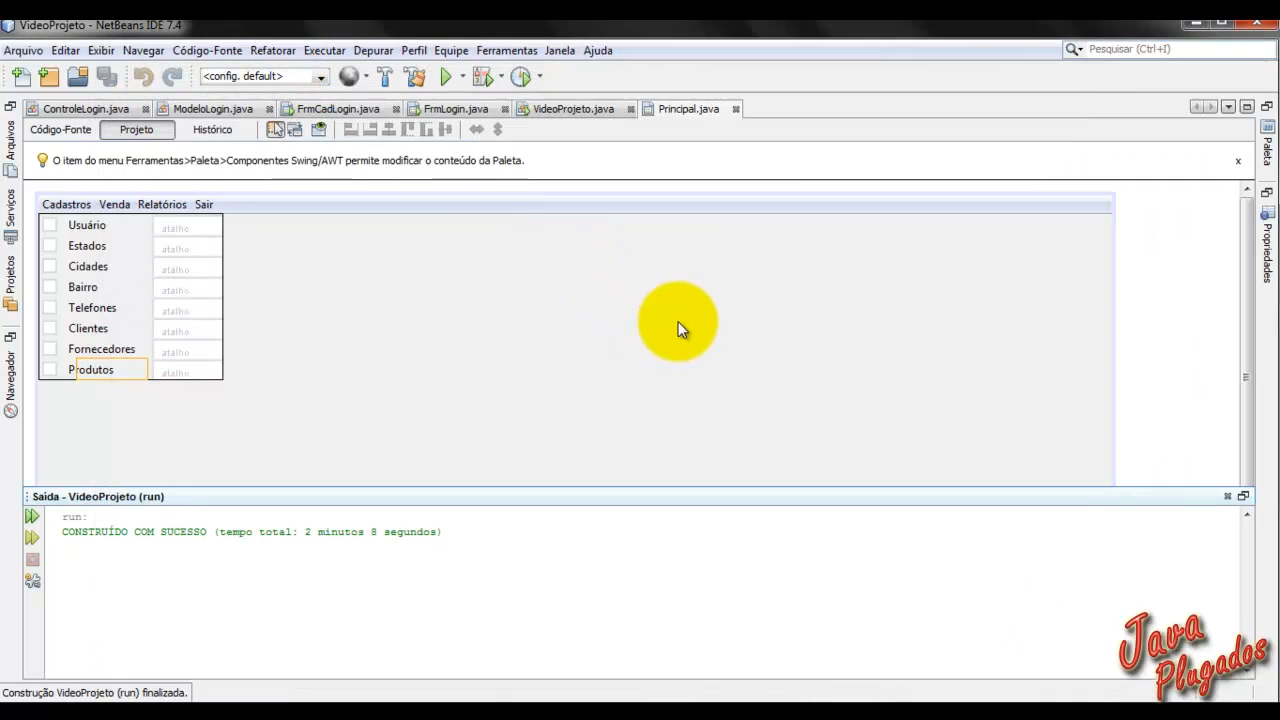 VideoProjeto - NetBeans IDE 7.4
Arquivo Editar Exibir Navegar Código-Fonte Refatorar Executar Depurar Perfil Equipe Ferramentas Janela Ajuda
Pesquisar (Ctrl+I)
<config. default>
ControleLogin.java ModeloLogin.java FrmCadLogin.java FrmLogin.java VideoProjeto.java Principal.java
Código-Fonte Projeto Histórico
O item do menu Ferramentas>Paleta>Componentes Swing/AWT permite modificar o conteúdo da Paleta.
Arquivos
Serviços
Projetos
Navegador
Paleta
Propriedades
Cadastros Venda Relatórios Sair
Usuário atalho
Estados atalho
Cidades atalho
Bairro atalho
Telefones atalho
Clientes atalho
Fornecedores atalho
Produtos atalho
Saída - VideoProjeto (run)
run:
CONSTRUÍDO COM SUCESSO (tempo total: 2 minutos 8 segundos)
Construção VideoProjeto (run) finalizada.
Java
Plugados